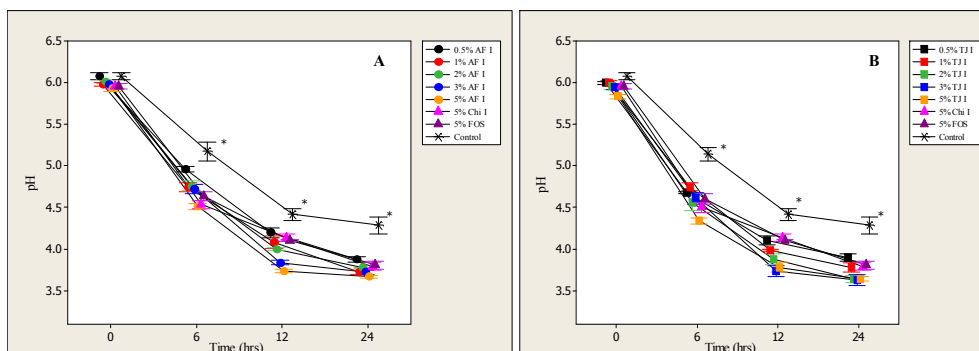 A
6.5
6.0
5.5
5.0
4.5
4.0
3.5
pH
0
6
12
24
Time (hrs)
0.5% AF I
1% AF I
2% AF I
3% AF I
5% AF I
5% Chi I
5% FOS
Control
*
*
*
B
6.5
6.0
5.5
5.0
4.5
4.0
3.5
pH
0
6
12
24
Time (hrs)
0.5% TJ I
1% TJ I
2% TJ I
3% TJ I
5% TJ I
5% Chi I
5% FOS
Control
*
*
*